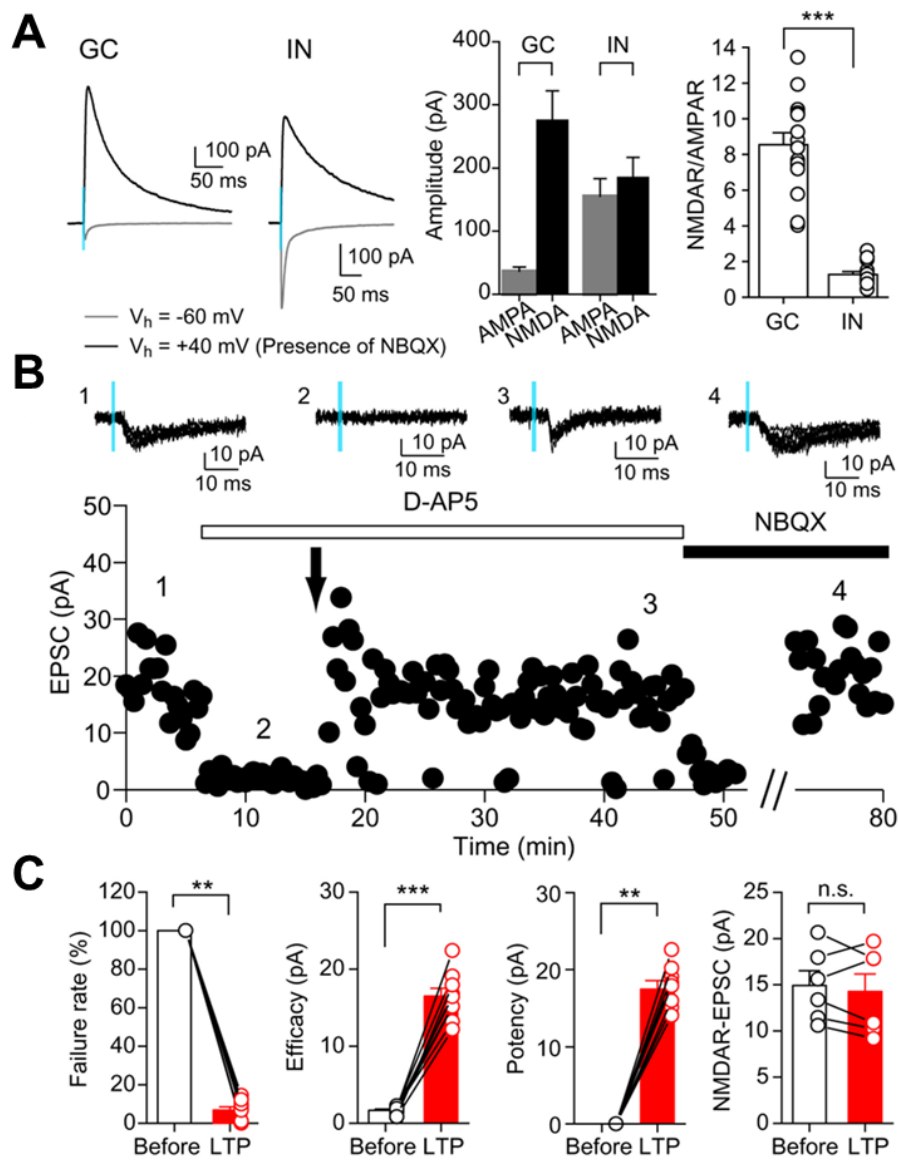 A
GC
IN
100 pA
50 ms
100 pA
50 ms
Vh = -60 mV
Vh = +40 mV (Presence of NBQX)
Amplitude (pA)
400
300
200
100
0
GC
IN
AMPA
NMDA
AMPA
NMDA
NMDAR/AMPAR
14
12
10
8
6
4
2
0
***
GC
IN
B
1
10 pA
10 ms
2
10 pA
10 ms
3
10 pA
10 ms
4
10 pA
10 ms
D-AP5
NBQX
EPSC (pA)
50
40
30
20
10
0
1
2
3
4
0
10
20
30
40
50
80
Time (min)
C
Failure rate (%)
120
100
80
60
40
20
0
**
Before LTP
Efficacy (pA)
30
20
10
0
***
Before LTP
Potency (pA)
30
20
10
0
**
Before LTP
NMDAR-EPSC (pA)
25
20
15
10
5
0
n.s.
Before LTP